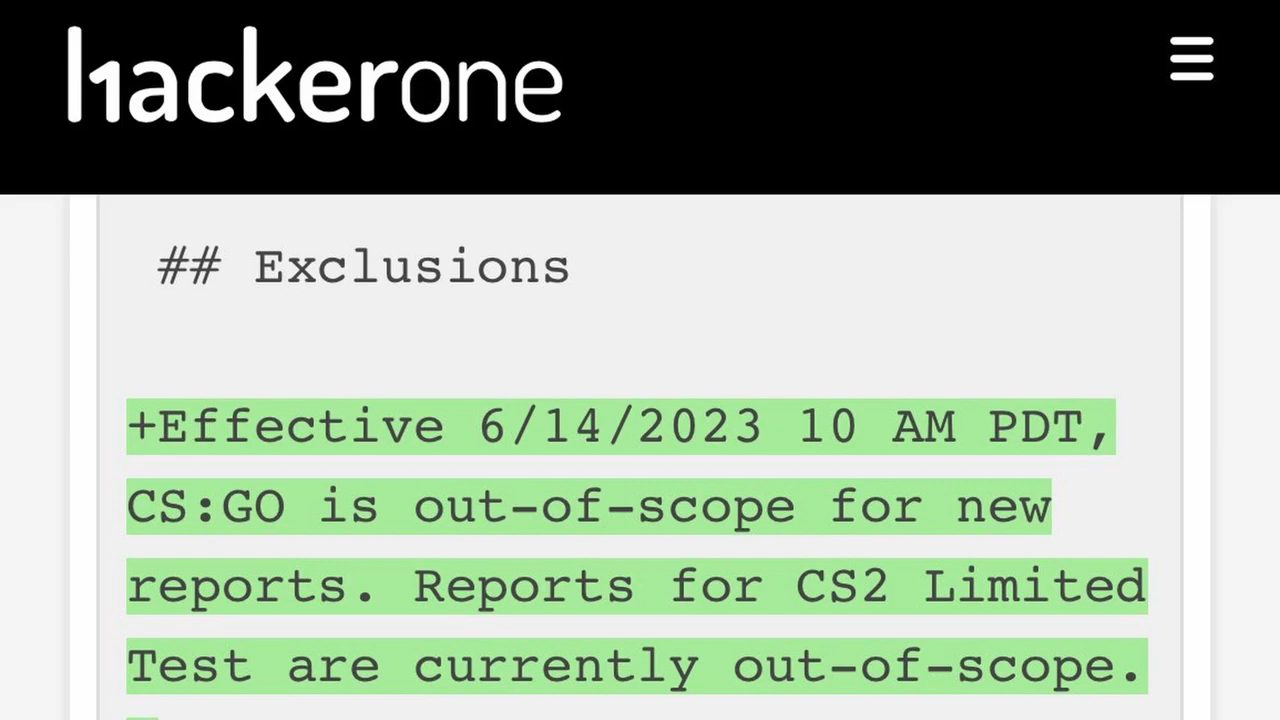 hackerone
## Exclusions
+Effective 6/14/2023 10 AM PDT,
CS:GO is out-of-scope for new
reports. Reports for CS2 Limited
Test are currently out-of-scope.